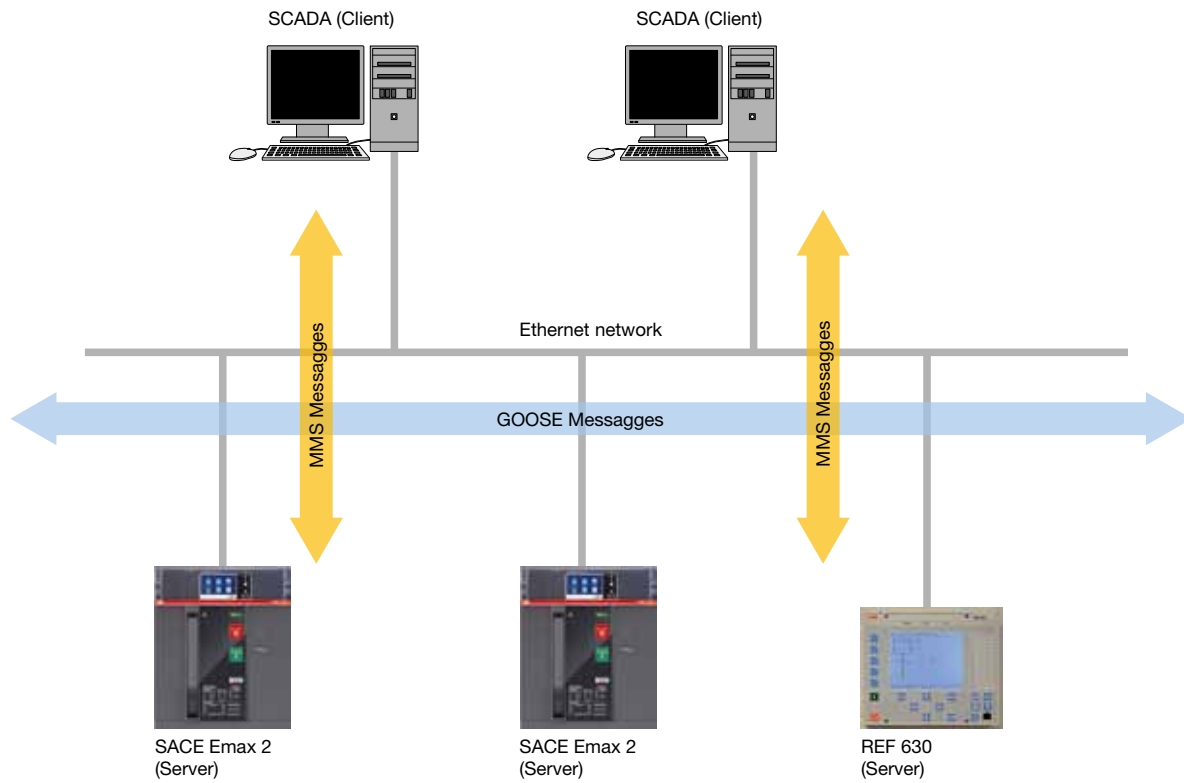 SCADA (Client)
SCADA (Client)
Ethernet network
MMS Messagges
MMS Messagges
GOOSE Messagges
SACE Emax 2
(Server)
SACE Emax 2
(Server)
REF 630
(Server)